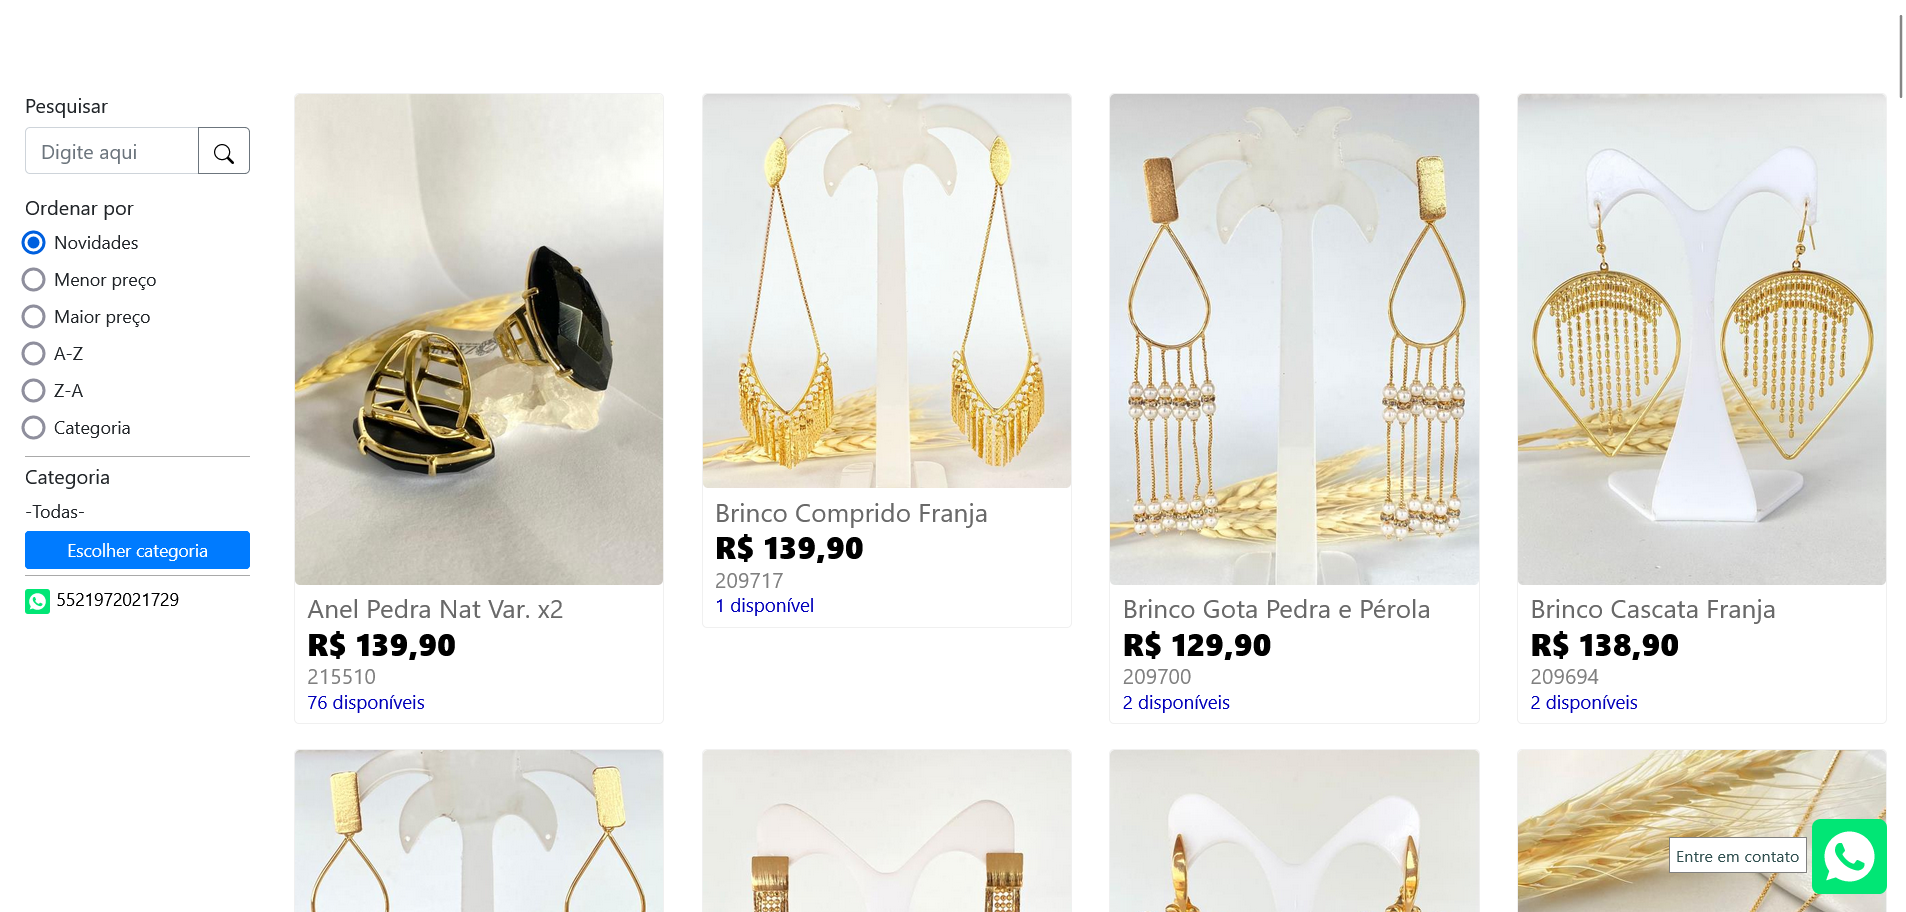 Pesquisar
Digite aqui
Ordenar por
Novidades
Menor preço
Maior preço
A-Z
Z-A
Categoria
Categoria
-Todas-
Escolher categoria
5521972021729
Anel Pedra Nat Var. x2
R$ 139,90
215510
76 disponíveis
Brinco Comprido Franja
R$ 139,90
209717
1 disponível
Brinco Gota Pedra e Pérola
R$ 129,90
209700
2 disponíveis
Brinco Cascata Franja
R$ 138,90
209694
2 disponíveis
Entre em contato